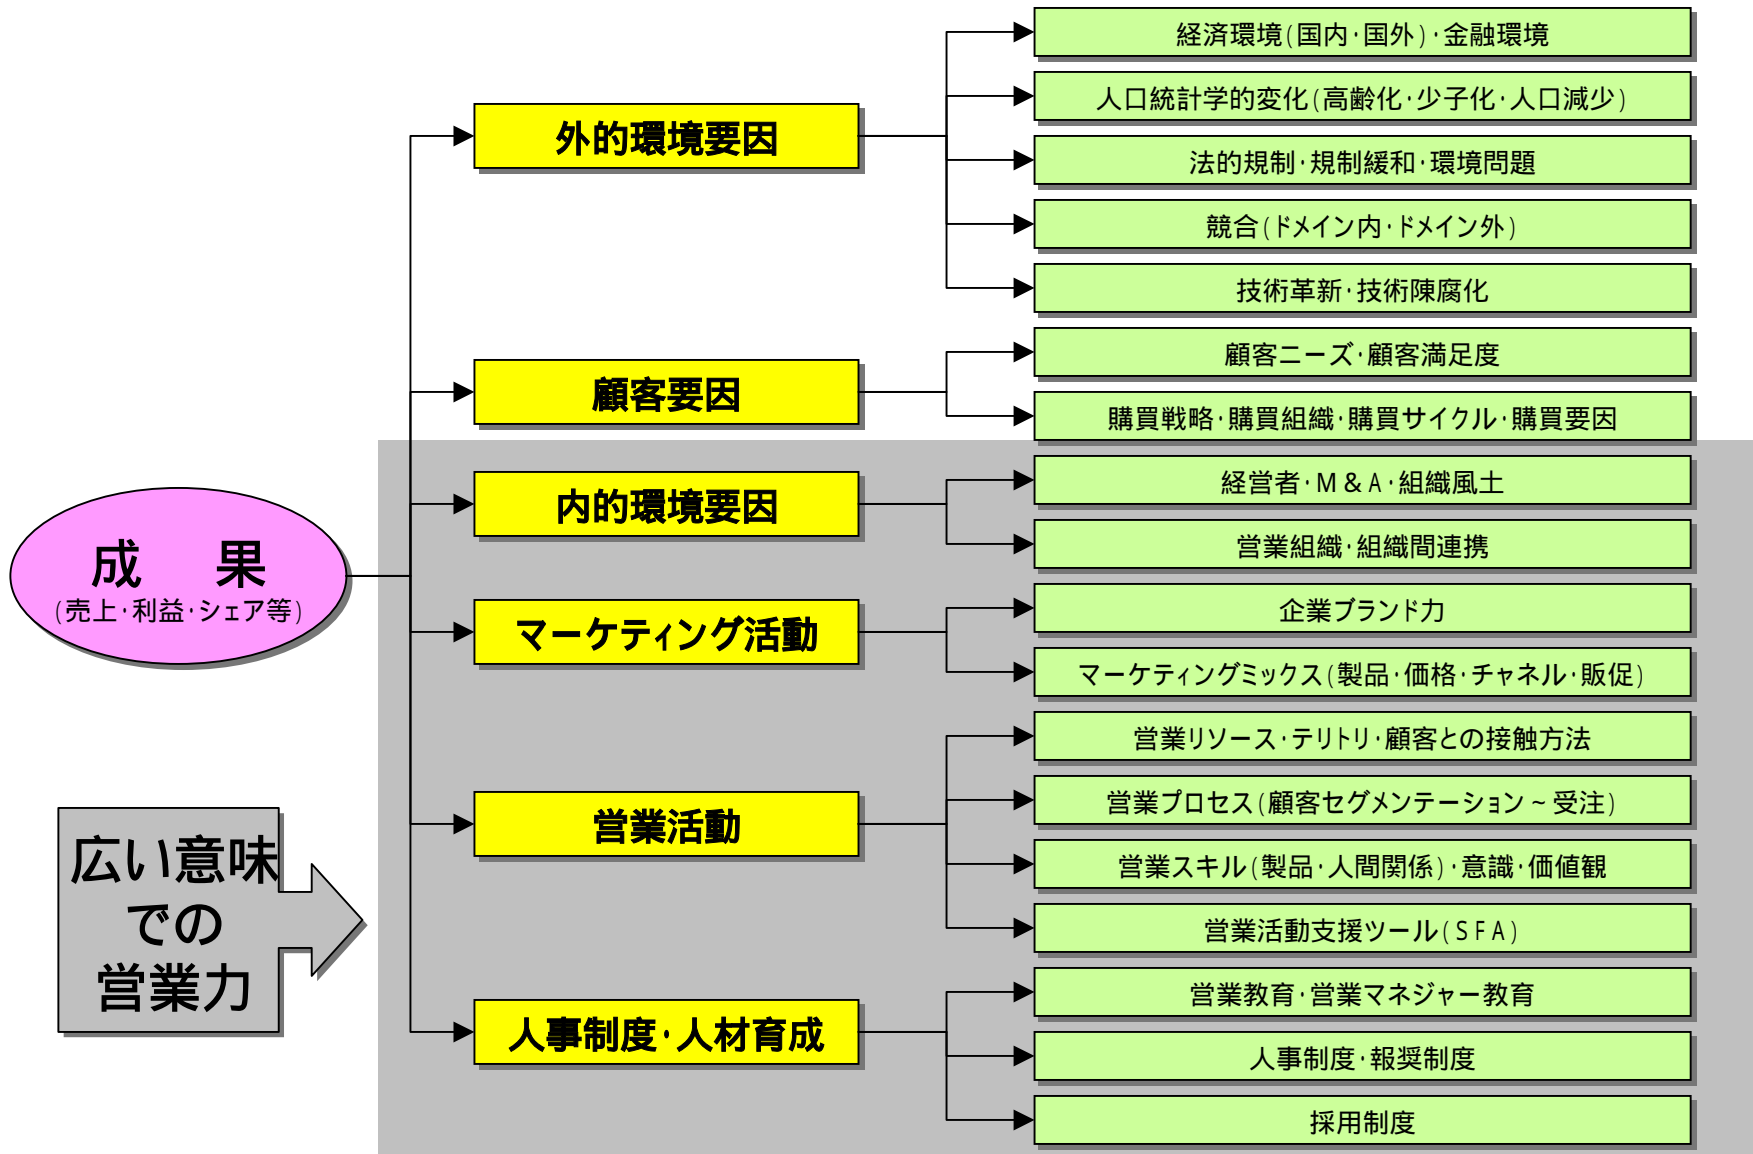 経済環境(国内・国外)・金融環境
人口統計学的変化(高齢化・少子化・人口減少)
外的環境要因
法的規制・規制緩和・環境問題
競合(ドメイン内・ドメイン外)
技術革新・技術陳腐化
顧客要因
顧客ニーズ・顧客満足度
購買戦略・購買組織・購買サイクル・購買要因
内的環境要因
経営者・M&A・組織風土
営業組織・組織間連携
成 果
(売上・利益・シェア等)
マーケティング活動
企業ブランド力
マーケティングミックス(製品・価格・チャネル・販促)
営業活動
営業リソース・テリトリ・顧客との接触方法
営業プロセス(顧客セグメンテーション~受注)
営業スキル(製品・人間関係)・意識・価値観
営業活動支援ツール(SFA)
広い意味
での
営業力
人事制度・人材育成
営業教育・営業マネジャー教育
人事制度・報奨制度
採用制度